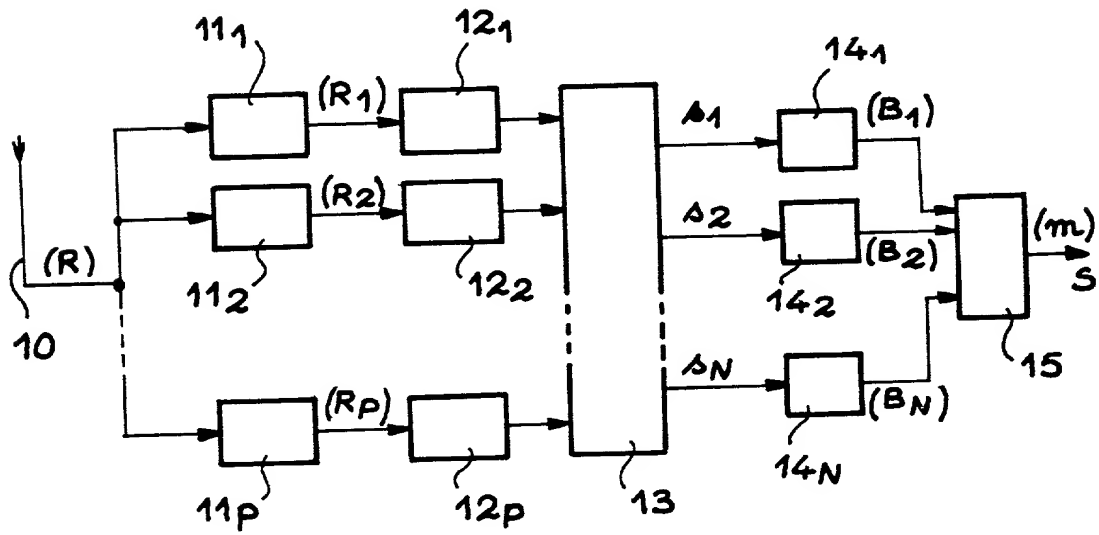 11₁
12₁
14₁
(R₁)
s₁
(B₁)
(R₂)
s₂
(m)
(R)
(B₂)
S
11₂
12₂
14₂
10
15
s_N
(R_P)
(B_N)
14_N
13
11_P
12_P